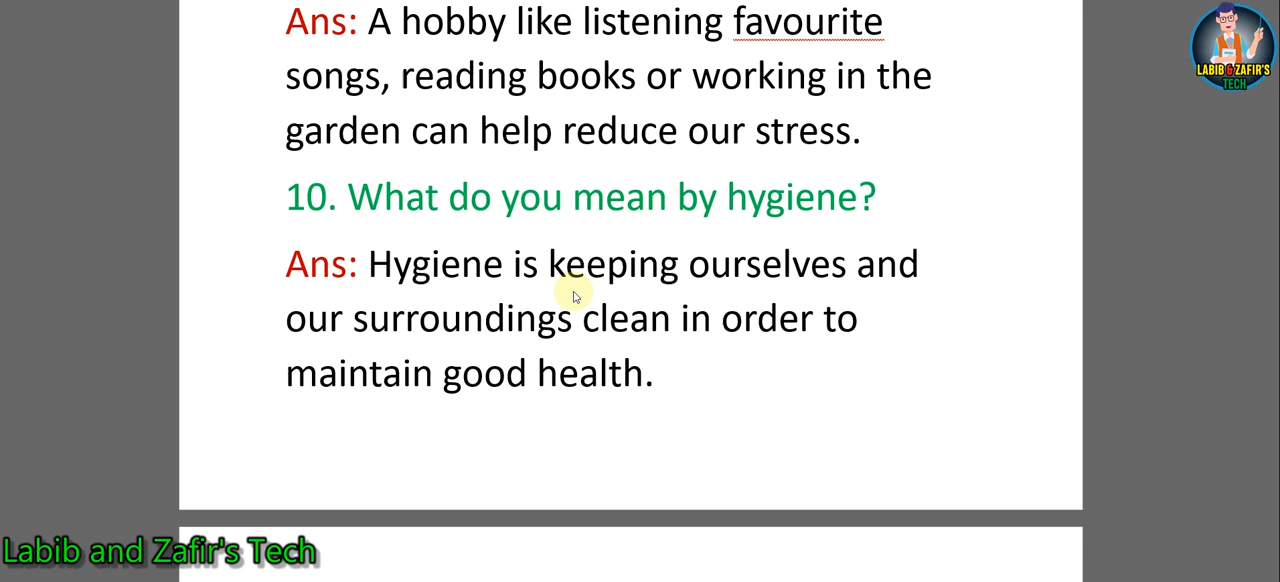 Ans: A hobby like listening favourite
songs, reading books or working in the
garden can help reduce our stress.
10. What do you mean by hygiene?
Ans: Hygiene is keeping ourselves and
our surroundings clean in order to
maintain good health.
LABIB & ZAFIR'S
TECH
Labib and Zafir's Tech